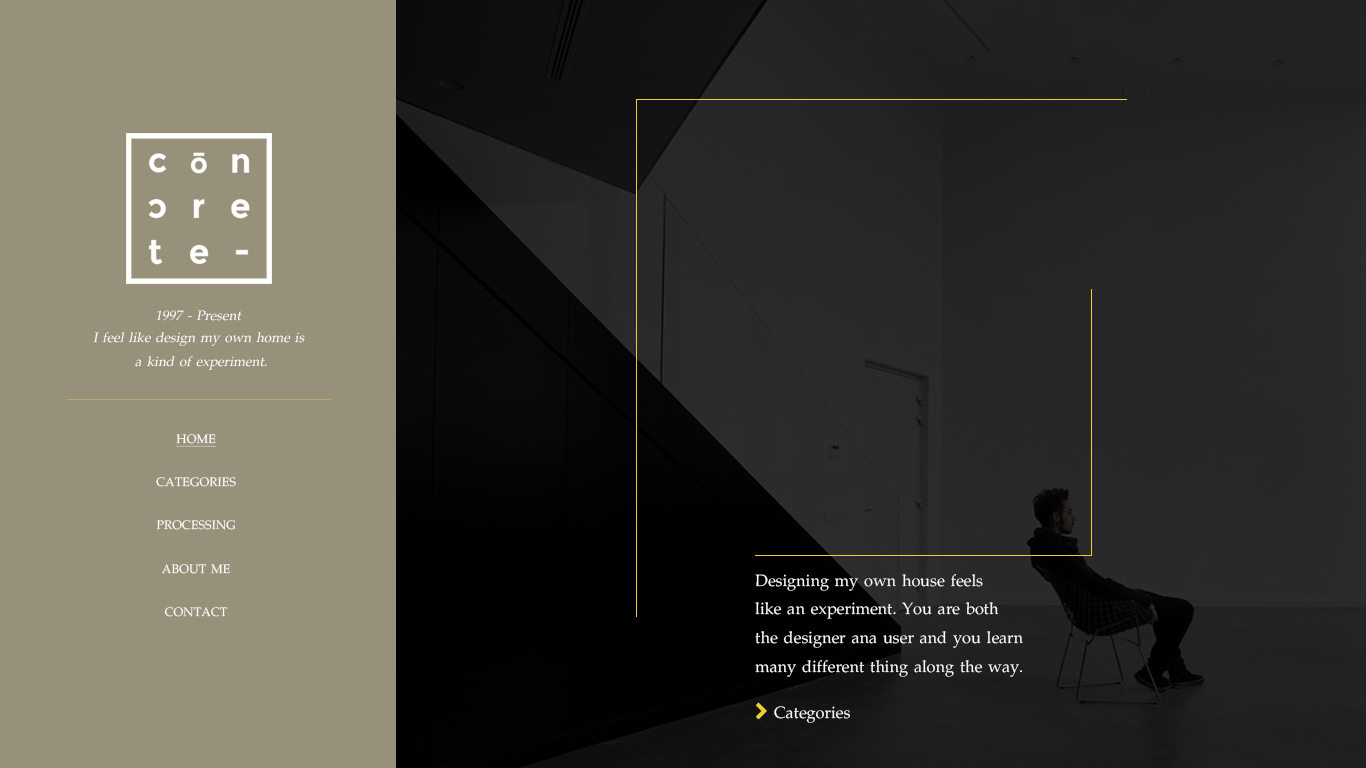 c ō n
ɔ r e
t e -
1997 - Present
I feel like design my own home is
a kind of experiment.
HOME
CATEGORIES
PROCESSING
ABOUT ME
CONTACT
Designing my own house feels
like an experiment. You are both
the designer ana user and you learn
many different thing along the way.
Categories